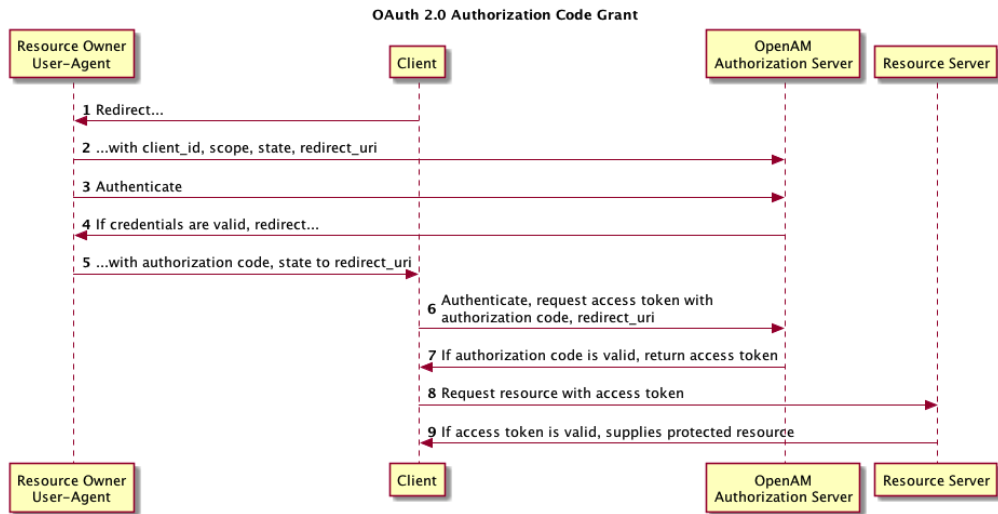 OAuth 2.0 Authorization Code Grant
Resource Owner
User-Agent
Client
OpenAM
Authorization Server
Resource Server
1 Redirect...
2 ...with client_id, scope, state, redirect_uri
3 Authenticate
4 If credentials are valid, redirect...
5 ...with authorization code, state to redirect_uri
6 Authenticate, request access token with
authorization code, redirect_uri
7 If authorization code is valid, return access token
8 Request resource with access token
9 If access token is valid, supplies protected resource
Resource Owner
User-Agent
Client
OpenAM
Authorization Server
Resource Server